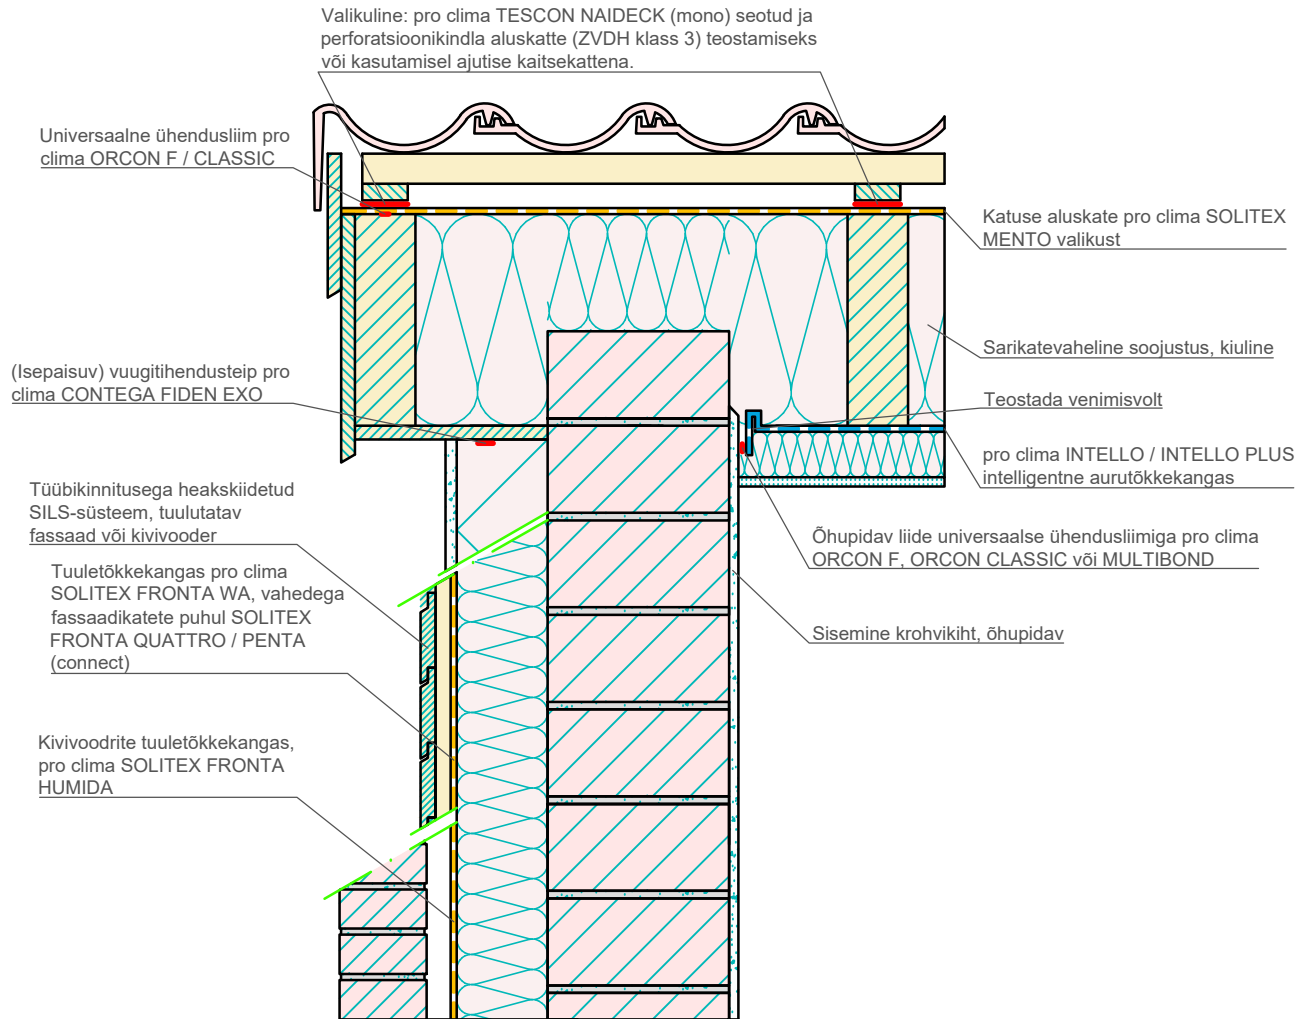 Valikuline: pro clima TESCON NAIDECK (mono) seotud ja
perforatsioonikindla aluskatte (ZVDH klass 3) teostamiseks
või kasutamisel ajutise kaitsekattena.
Universaalne ühendusliim pro
clima ORCON F / CLASSIC
Katuse aluskate pro clima SOLITEX
MENTO valikust
Sarikatevaheline soojustus, kiuline
(Isepaisuv) vuugitihendusteip pro
clima CONTEGA FIDEN EXO
Teostada venimisvolt
pro clima INTELLO / INTELLO PLUS
intelligentne aurutõkkekangas
Tüübikinnitusega heakskiidetud
SILS-süsteem, tuulutatav
fassaad või kivivooder
Õhupidav liide universaalse ühendusliimiga pro clima
ORCON F, ORCON CLASSIC või MULTIBOND
Tuuletõkkekangas pro clima
SOLITEX FRONTA WA, vahedega
fassaadikatete puhul SOLITEX
FRONTA QUATTRO / PENTA
(connect)
Sisemine krohvikiht, õhupidav
Kivivoodrite tuuletõkkekangas,
pro clima SOLITEX FRONTA
HUMIDA